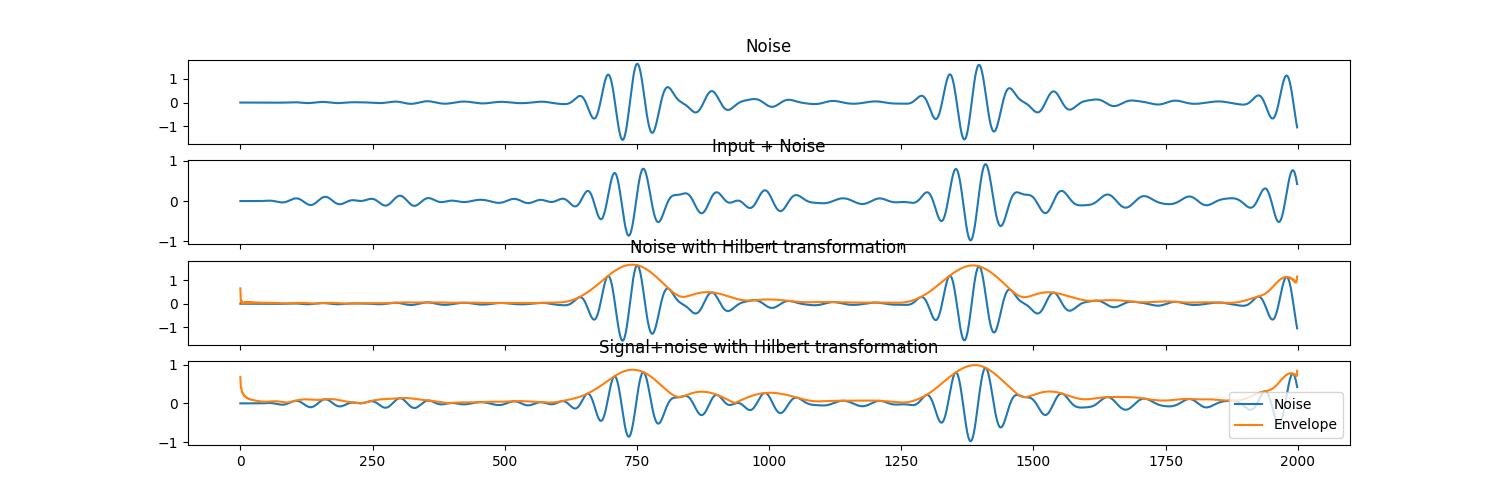 Noise
1
0
−1
Input + Noise
1
0
−1
Noise with Hilbert transformation
1
0
−1
Signal+noise with Hilbert transformation
1
0
−1
Noise
Envelope
0 250 500 750 1000 1250 1500 1750 2000